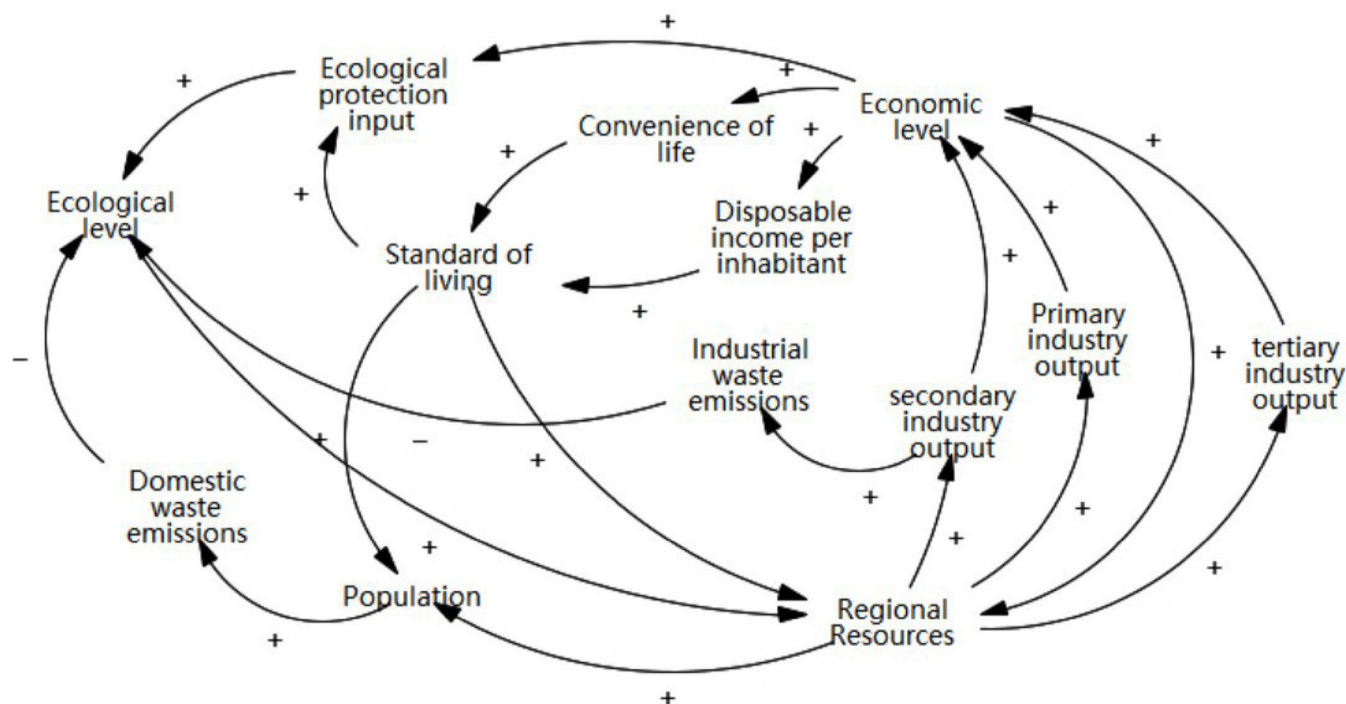 +
+
+
Ecological
protection
input
Economic
level
Convenience of
life
+
+
+
+
Ecological
level
Disposable
income per
inhabitant
+
+
Standard of
living
Primary
industry
output
+
+
−
Industrial
waste
emissions
tertiary
industry
output
secondary
industry
output
+
−
+
Domestic
waste
emissions
+
+
+
+
+
Population
Regional
Resources
+
+